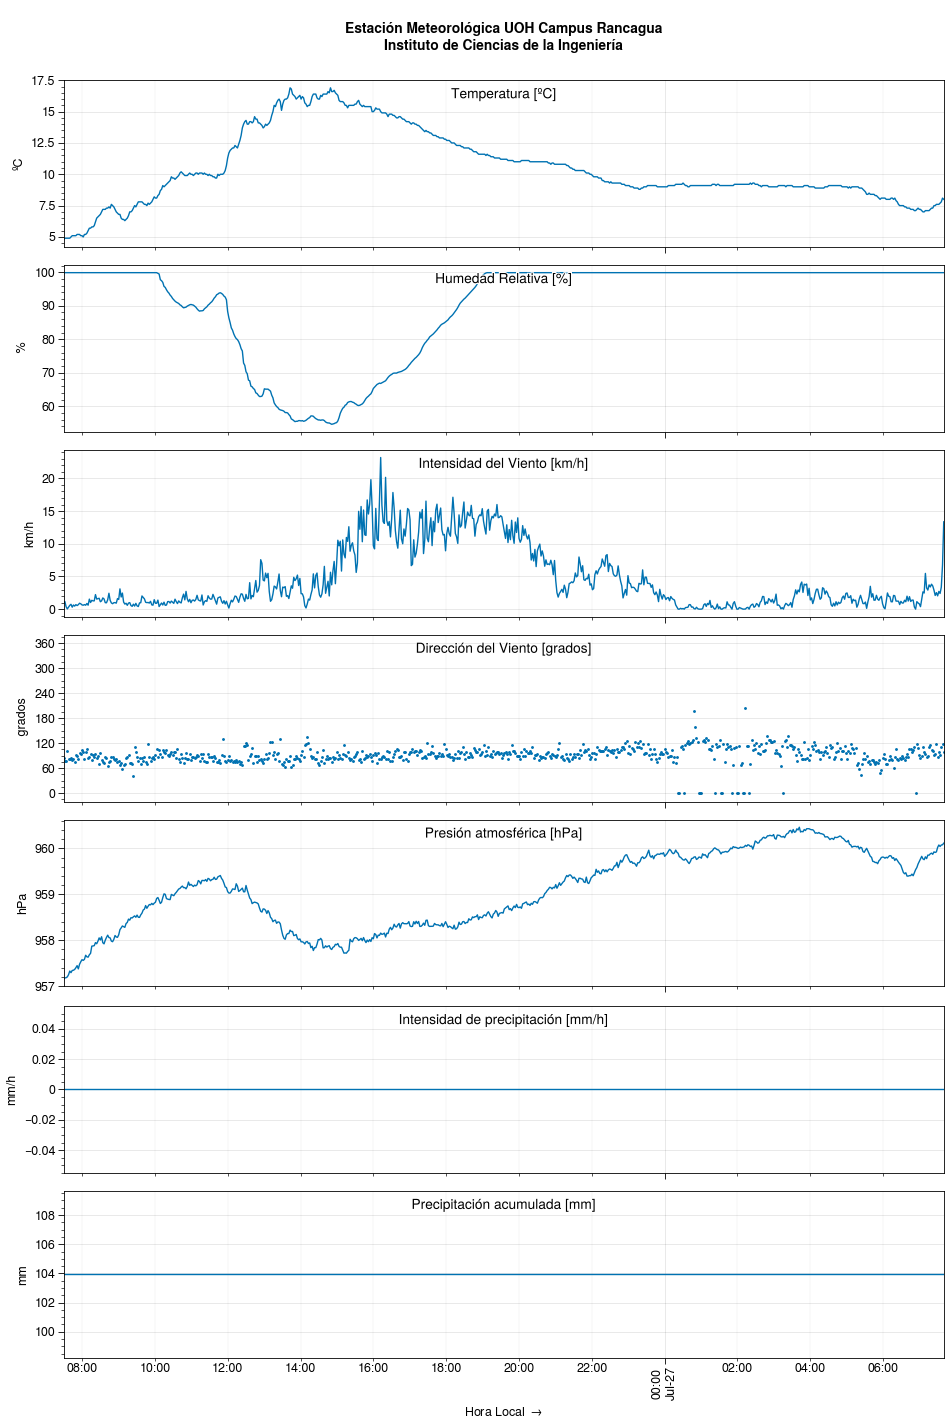 Estación Meteorológica UOH Campus Rancagua
Instituto de Ciencias de la Ingeniería
Temperatura [ºC]
17.5
15
12.5
10
7.5
5
ºC
Humedad Relativa [%]
100
90
80
70
60
%
Intensidad del Viento [km/h]
20
15
10
5
0
km/h
Dirección del Viento [grados]
360
300
240
180
120
60
0
grados
Presión atmosférica [hPa]
960
959
958
957
hPa
Intensidad de precipitación [mm/h]
0.04
0.02
0
−0.02
−0.04
mm/h
Precipitación acumulada [mm]
108
106
104
102
100
mm
08:00 10:00 12:00 14:00 16:00 18:00 20:00 22:00 00:00 02:00 04:00 06:00
Jul-27
Hora Local →